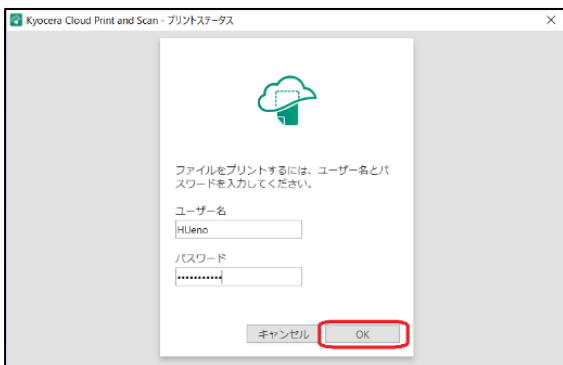 Kyocera Cloud Print and Scan - プリントステータス
ファイルをプリントするには、ユーザー名とパ
スワードを入力してください。
ユーザー名
HUeno
パスワード
•••••••••••
キャンセル
OK